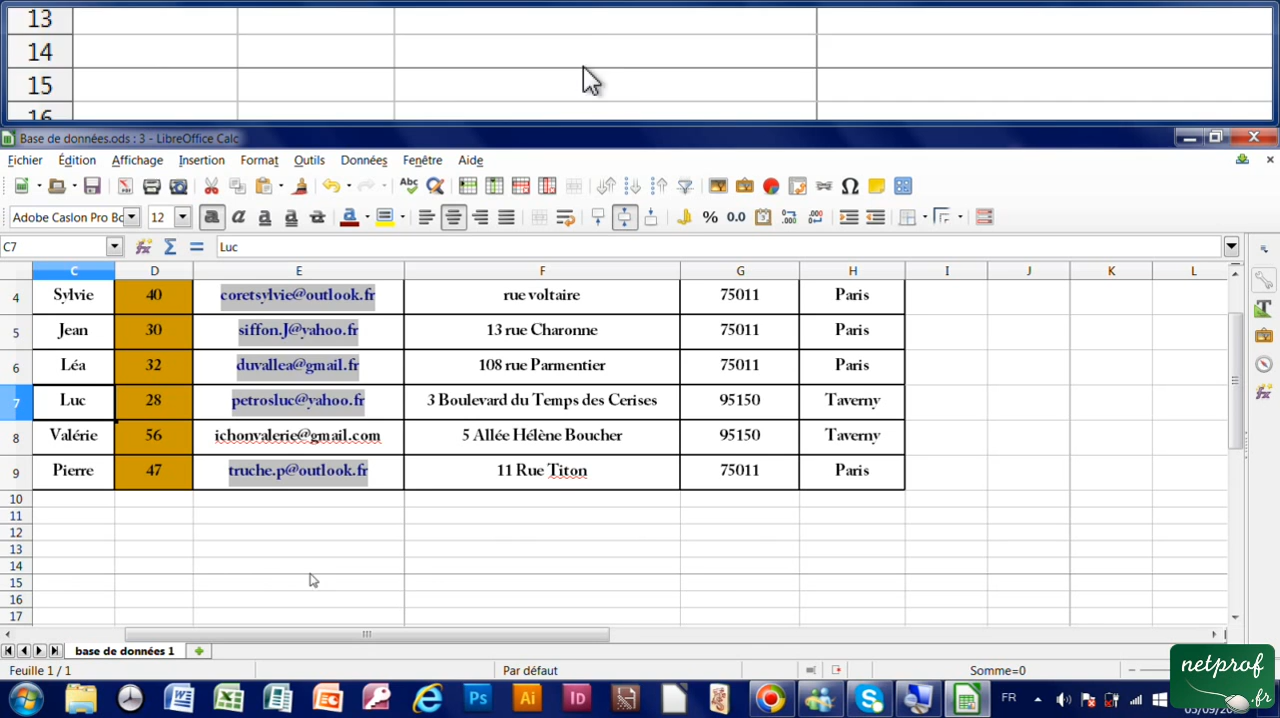 13
14
15
16
Base de données.ods : 3 - LibreOffice Calc
Fichier Édition Affichage Insertion Format Outils Données Fenêtre Aide
Adobe Caslon Pro Bc 12
C7 Luc
C D E F G H I J K L
4 Sylvie 40 coretsylvie@outlook.fr rue voltaire 75011 Paris
5 Jean 30 siffon.J@yahoo.fr 13 rue Charonne 75011 Paris
6 Léa 32 duvallea@gmail.fr 108 rue Parmentier 75011 Paris
7 Luc 28 petrosluc@yahoo.fr 3 Boulevard du Temps des Cerises 95150 Taverny
8 Valérie 56 ichonvalerie@gmail.com 5 Allée Hélène Boucher 95150 Taverny
9 Pierre 47 truche.p@outlook.fr 11 Rue Titon 75011 Paris
10
11
12
13
14
15
16
17
base de données 1
Feuille 1 / 1 Par défaut Somme=0
Ps Ai ID FR
netprof
.fr